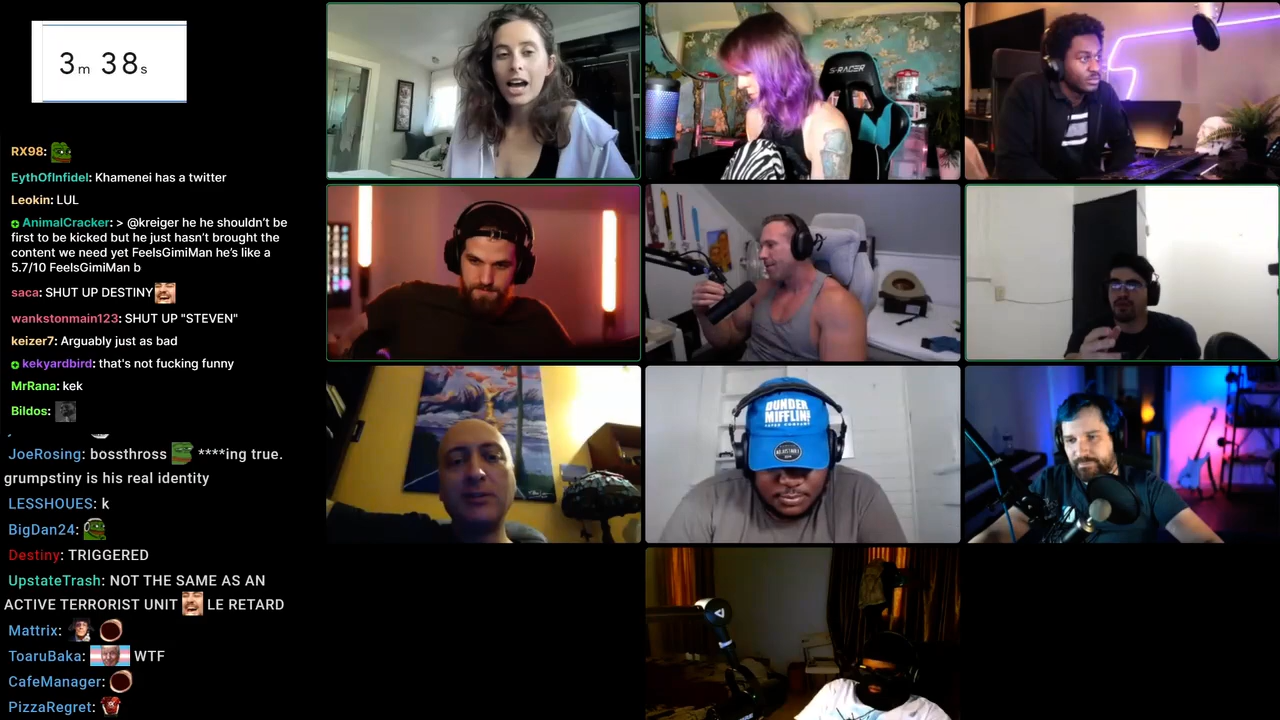 3m 38s
RX98:
EythOfInfidel: Khamenei has a twitter
Leokin: LUL
AnimalCracker: > @kreiger he he shouldn't be
first to be kicked but he just hasn't brought the
content we need yet FeelsGimiMan he's like a
5.7/10 FeelsGimiMan b
saca: SHUT UP DESTINY
wankstonmain123: SHUT UP "STEVEN"
keizer7: Arguably just as bad
kekyardbird: that's not fucking funny
MrRana: kek
Bildos:
JoeRosing: bossthross ****ing true.
grumpstiny is his real identity
LESSHOUES: k
BigDan24:
Destiny: TRIGGERED
UpstateTrash: NOT THE SAME AS AN
ACTIVE TERRORIST UNIT LE RETARD
Mattrix:
ToaruBaka: WTF
CafeManager:
PizzaRegret:
S-RACER
DUNDER
MIFFLIN